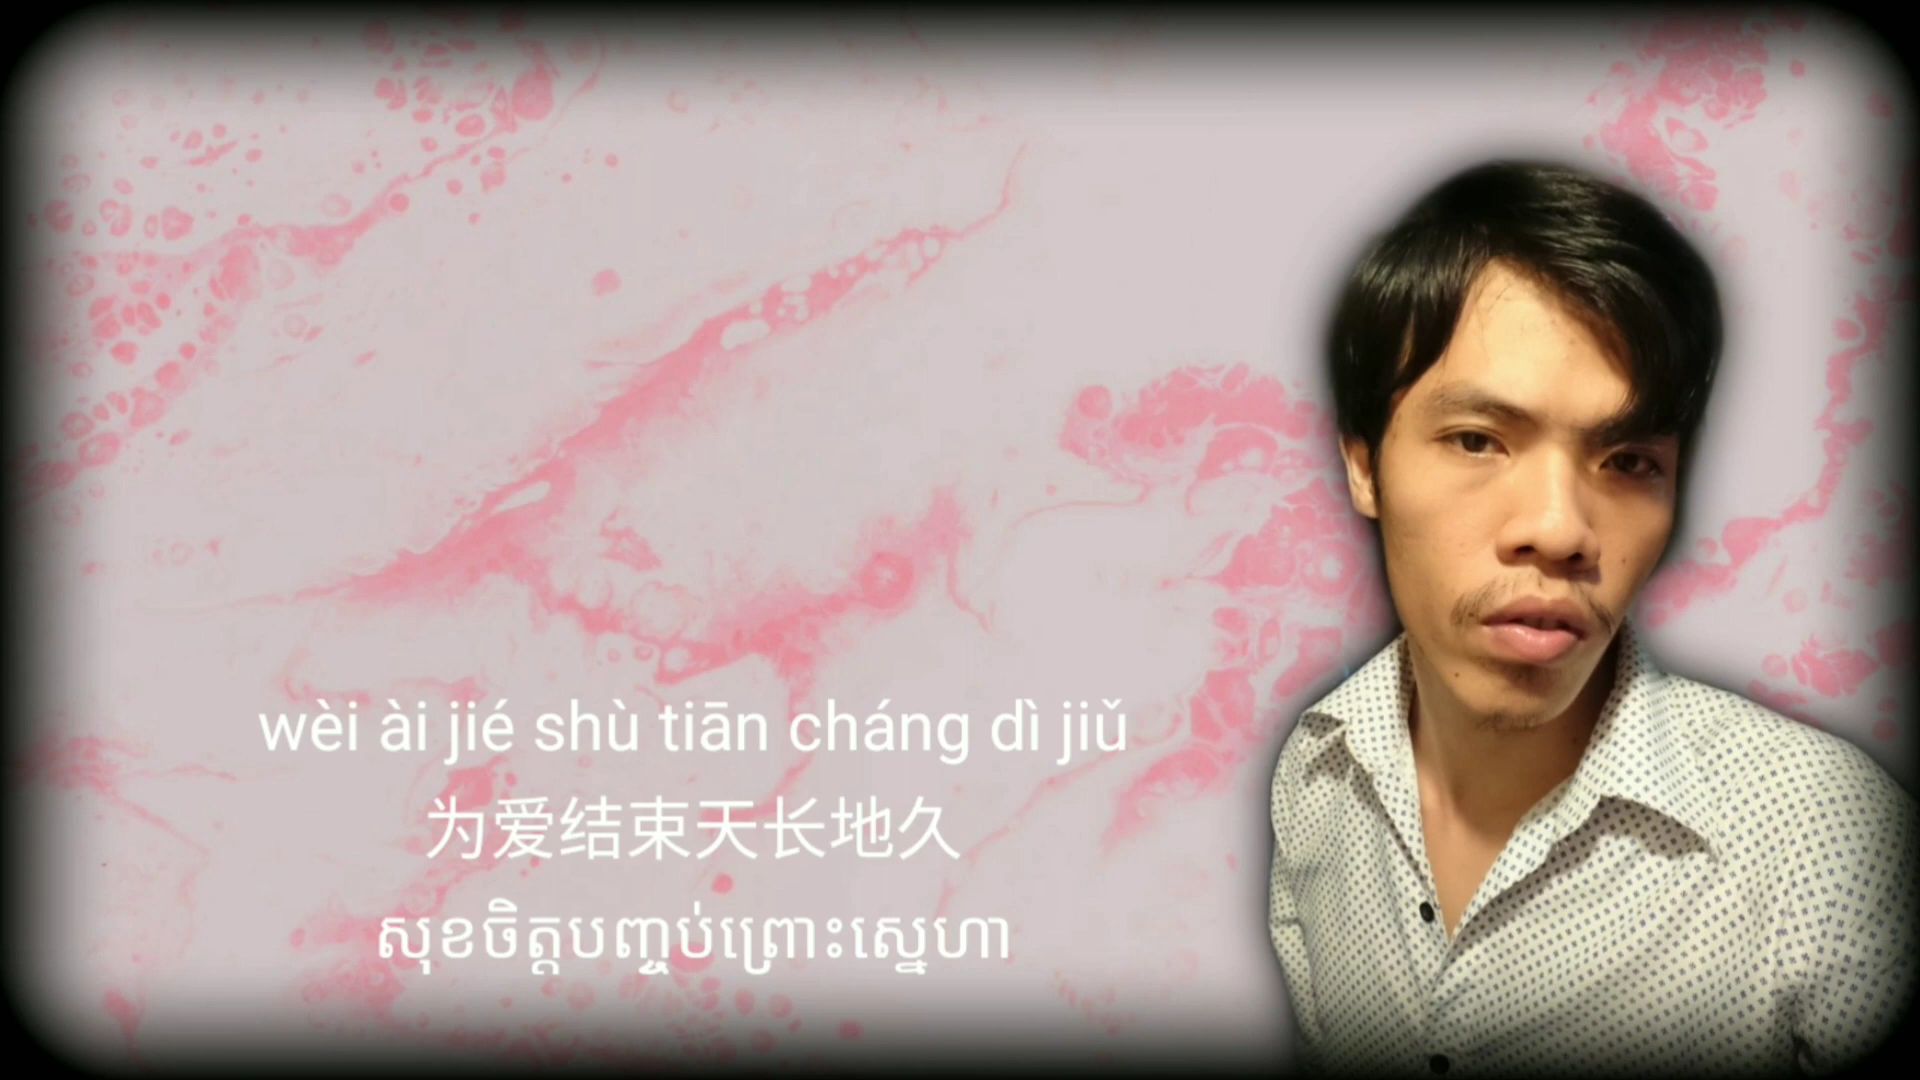 wèi ài jié shù tiān cháng dì jiǔ
为爱结束天长地久
សុខចិត្តបញ្ចប់ព្រោះស្នេហា